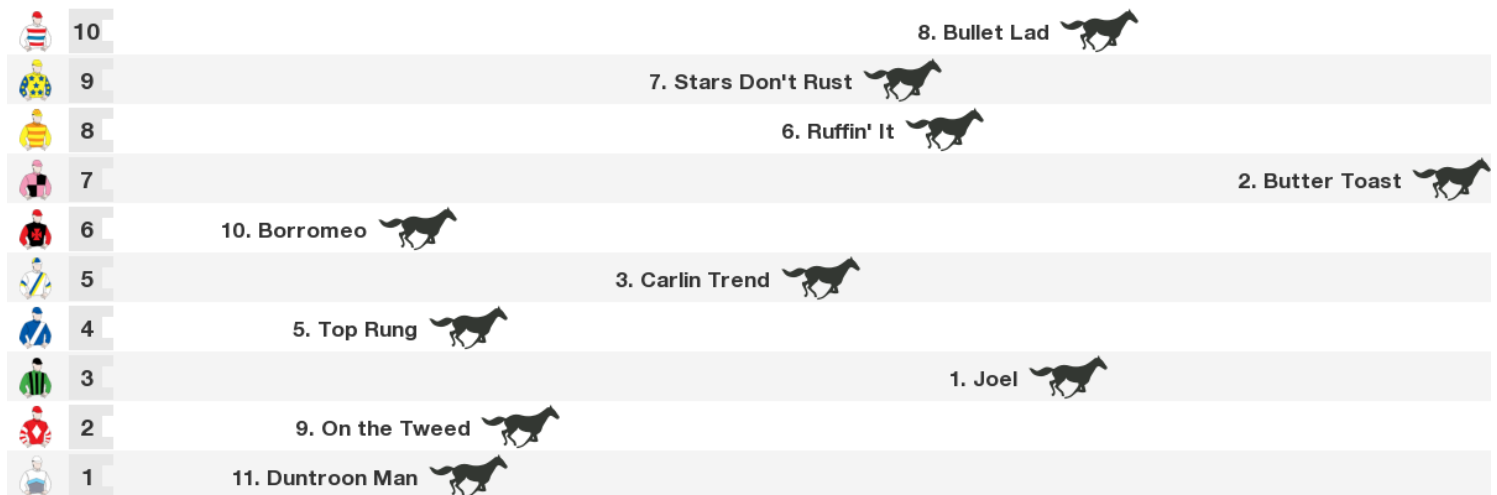 10 8. Bullet Lad
9 7. Stars Don't Rust
8 6. Ruffin' It
7 2. Butter Toast
6 10. Borromeo
5 3. Carlin Trend
4 5. Top Rung
3 1. Joel
2 9. On the Tweed
1 11. Duntroon Man